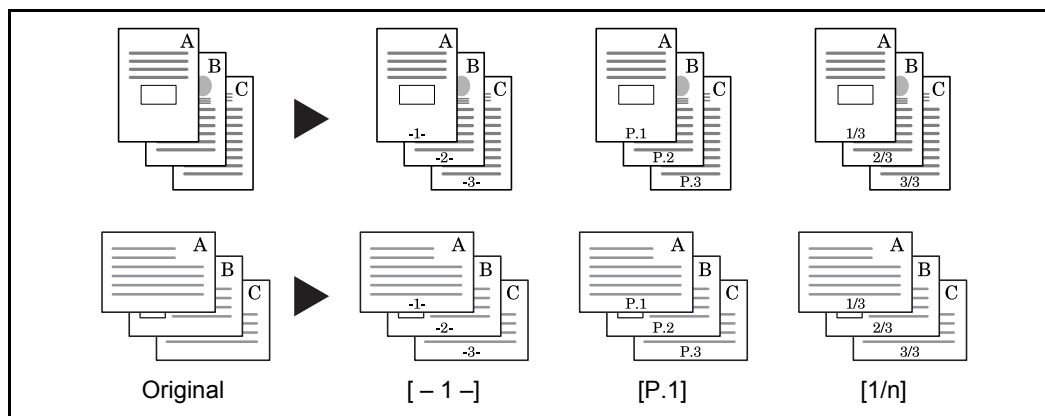 A B C A B C A B C A B C
-1- P.1 1/3
-2- P.2 2/3
-3- P.3 3/3
A B C A B C A B C A B C
-1- P.1 1/3
-2- P.2 2/3
-3- P.3 3/3
Original [ – 1 –] [P.1] [1/n]